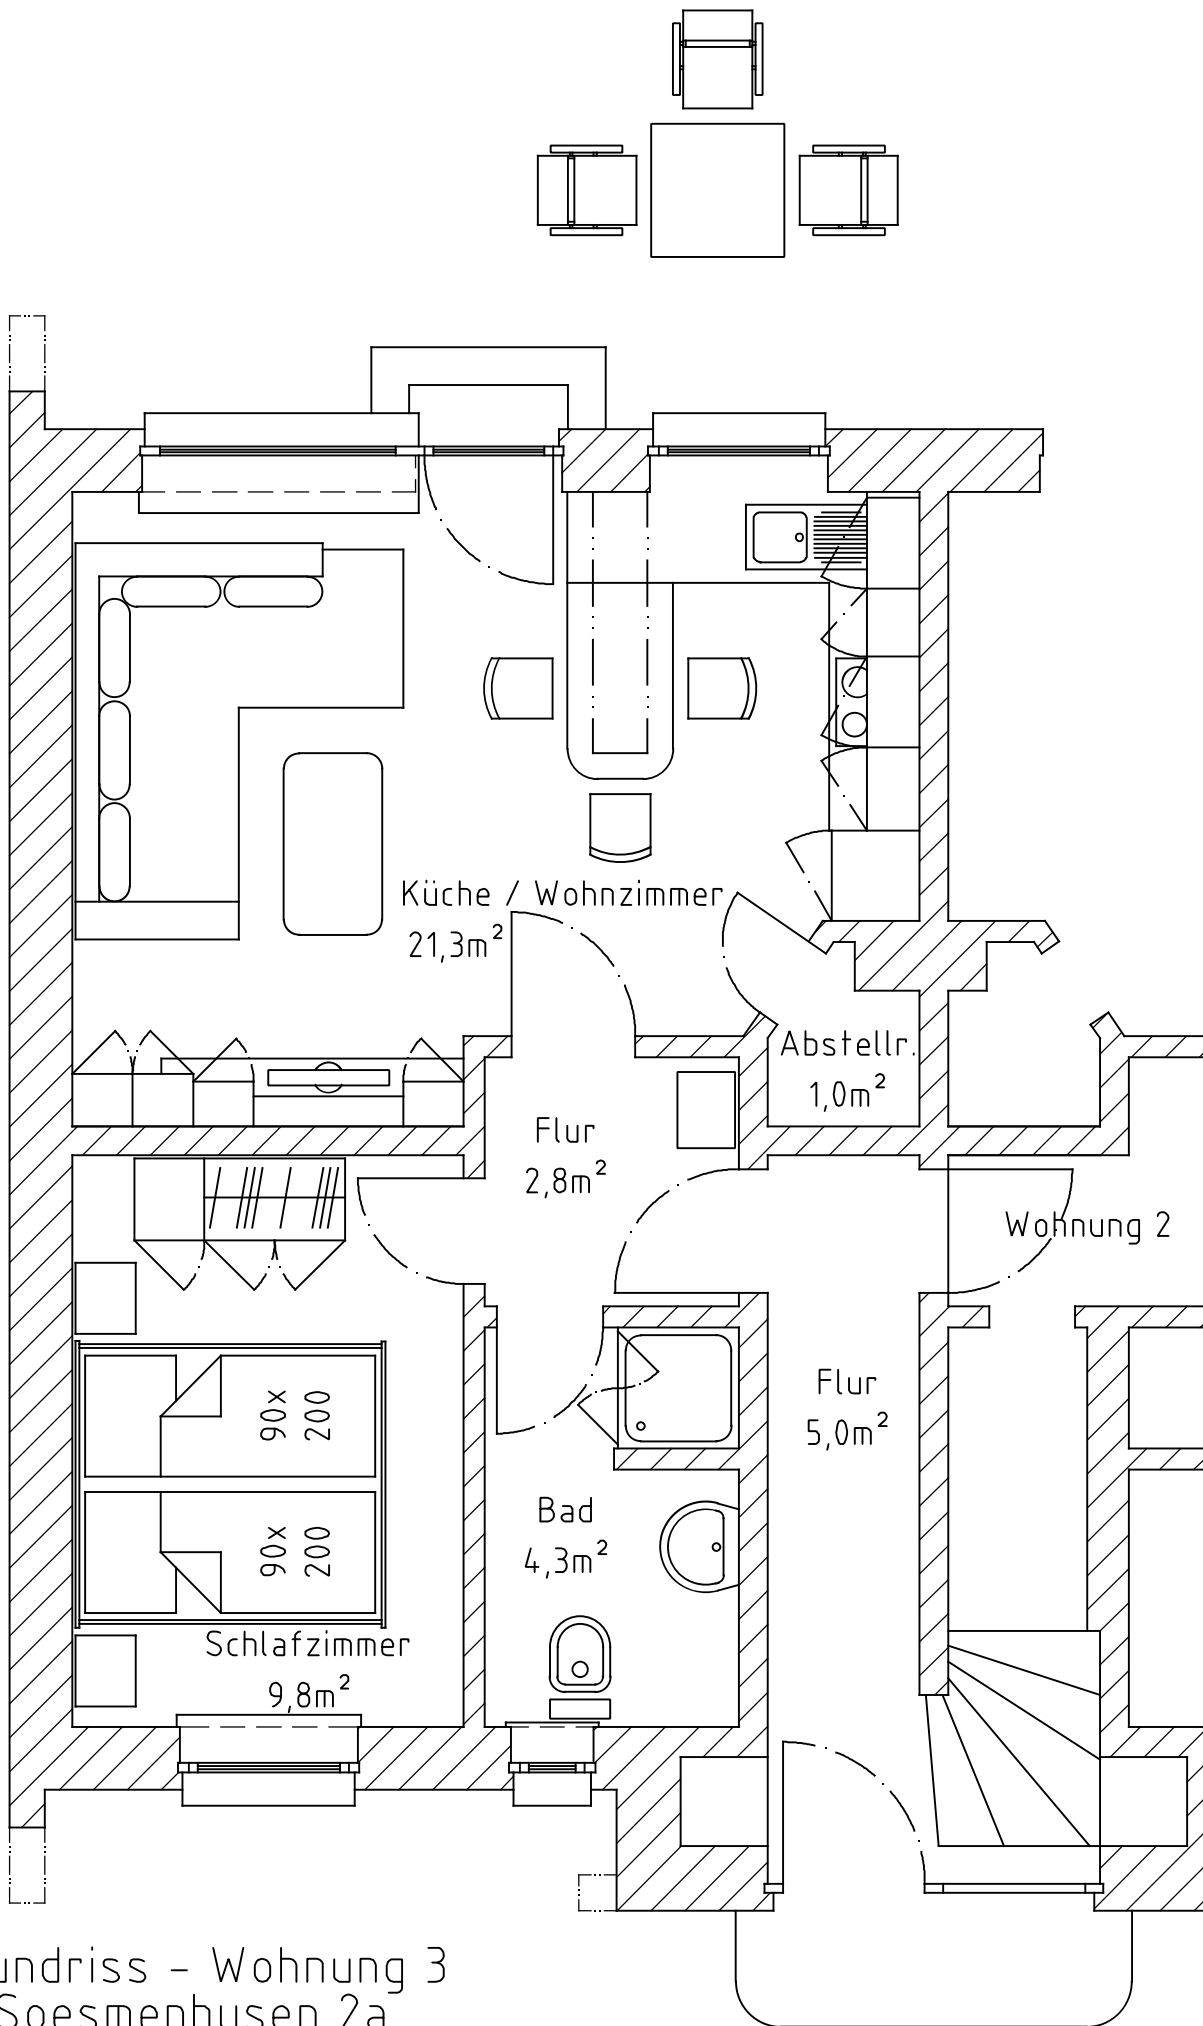 Küche / Wohnzimmer
21,3m²
Abstellr.
1,0m²
Flur
2,8m²
Wohnung 2
Flur
5,0m²
90x
200
90x
200
Bad
4,3m²
Schlafzimmer
9,8m²
undriss - Wohnung 3
Soesmenhusen 2a